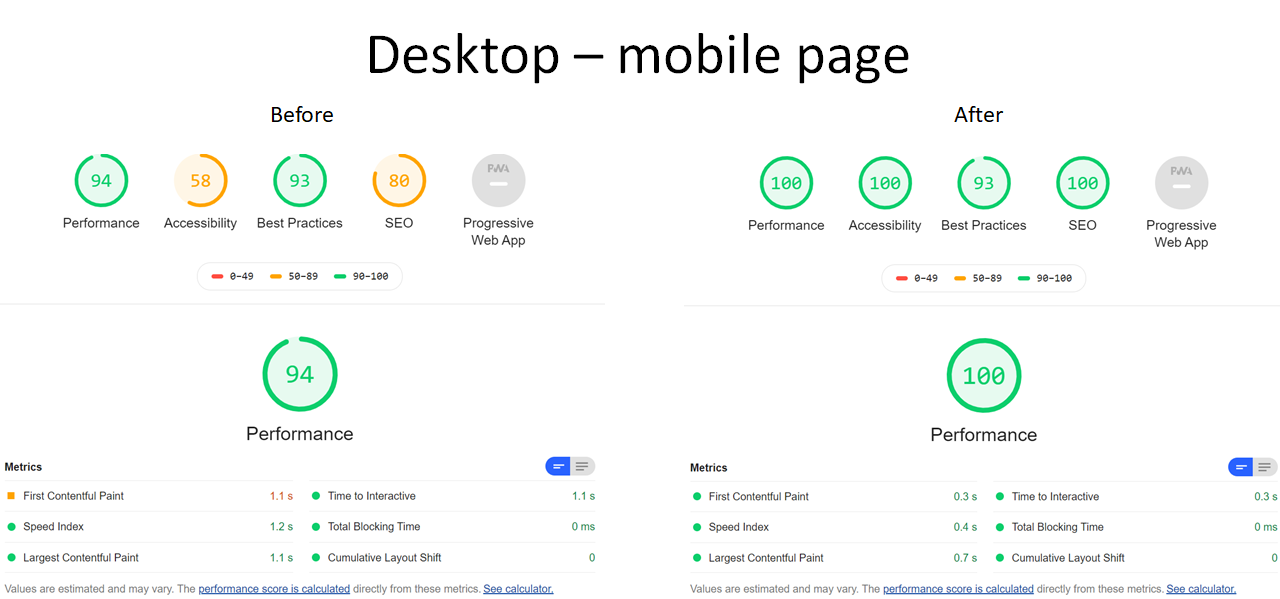 Desktop – mobile page
Before
94
58
93
80
PWA
Performance
Accessibility
Best Practices
SEO
Progressive
Web App
0–49
50–89
90–100
94
Performance
Metrics
First Contentful Paint 1.1 s
Time to Interactive 1.1 s
Speed Index 1.2 s
Total Blocking Time 0 ms
Largest Contentful Paint 1.1 s
Cumulative Layout Shift 0
Values are estimated and may vary. The performance score is calculated directly from these metrics. See calculator.
After
100
100
93
100
PWA
Performance
Accessibility
Best Practices
SEO
Progressive
Web App
0–49
50–89
90–100
100
Performance
Metrics
First Contentful Paint 0.3 s
Time to Interactive 0.3 s
Speed Index 0.4 s
Total Blocking Time 0 ms
Largest Contentful Paint 0.7 s
Cumulative Layout Shift 0
Values are estimated and may vary. The performance score is calculated directly from these metrics. See calculator.